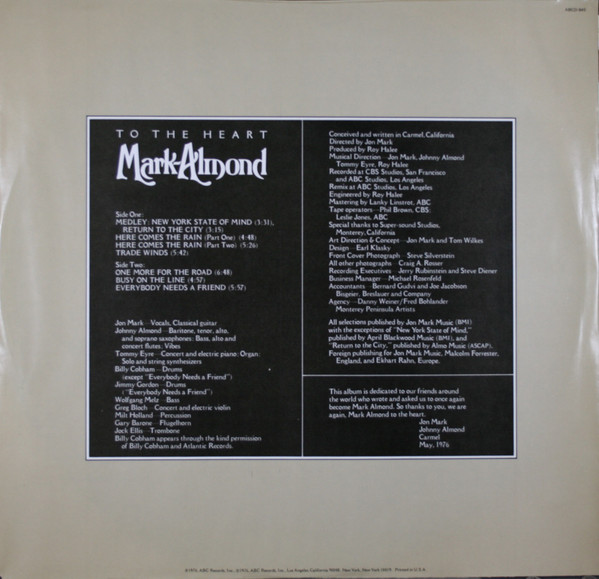 TO THE HEART
Mark-Almond
Side One:
MEDLEY: NEW YORK STATE OF MIND (3:31),
RETURN TO THE CITY (3:15)
HERE COMES THE RAIN (Part One) (4:48)
HERE COMES THE RAIN (Part Two) (5:26)
TRADE WINDS (5:42)
Side Two:
ONE MORE FOR THE ROAD (6:48)
BUSY ON THE LINE (4:57)
EVERYBODY NEEDS A FRIEND (5:57)
Jon Mark—Vocals, Classical guitar
Johnny Almond—Baritone, tenor, alto,
and soprano saxophones: Bass, alto and
concert flutes, Vibes
Tommy Eyre—Concert and electric piano: Organ:
Solo and string synthesizers
Billy Cobham—Drums
(except "Everybody Needs a Friend")
Jimmy Gordon—Drums
("Everybody Needs a Friend")
Wolfgang Melz—Bass
Greg Bloch—Concert and electric violin
Milt Holland—Percussion
Gary Barone—Flugelhorn
Jock Ellis—Trombone
Billy Cobham appears through the kind permission
of Billy Cobham and Atlantic Records.
Conceived and written in Carmel, California
Directed by Jon Mark
Produced by Roy Halee
Musical Direction—Jon Mark, Johnny Almond
Tommy Eyre, Roy Halee
Recorded at CBS Studios, San Francisco
and ABC Studios, Los Angeles
Remix at ABC Studios, Los Angeles
Engineered by Roy Halee
Mastering by Lanky Linstrot, ABC
Tape operators—Phil Brown, CBS:
Leslie Jones, ABC
Special thanks to Super-sound Studios,
Monterey, California
Art Direction & Concept—Jon Mark and Tom Wilkes
Design—Earl Klasky
Front Cover Photograph—Steve Silverstein
All other photographs—Craig A. Rosser
Recording Executives—Jerry Rubinstein and Steve Diener
Business Manager—Michael Rosenfeld
Accountants—Bernard Gudvi and Joe Jacobson
Bisgeier, Breslauer and Company
Agency—Danny Weiner/Fred Bohlander
Monterey Peninsula Artists
All selections published by Jon Mark Music (BMI)
with the exceptions of "New York State of Mind,"
published by April Blackwood Music (BMI), and
"Return to the City," published by Almo Music (ASCAP).
Foreign publishing for Jon Mark Music, Malcolm Forrester,
England, and Ekhart Rahn, Europe.
This album is dedicated to our friends around
the world who wrote and asked us to once again
become Mark Almond. So thanks to you, we are
again, Mark Almond to the heart.
Jon Mark
Johnny Almond
Carmel
May, 1976